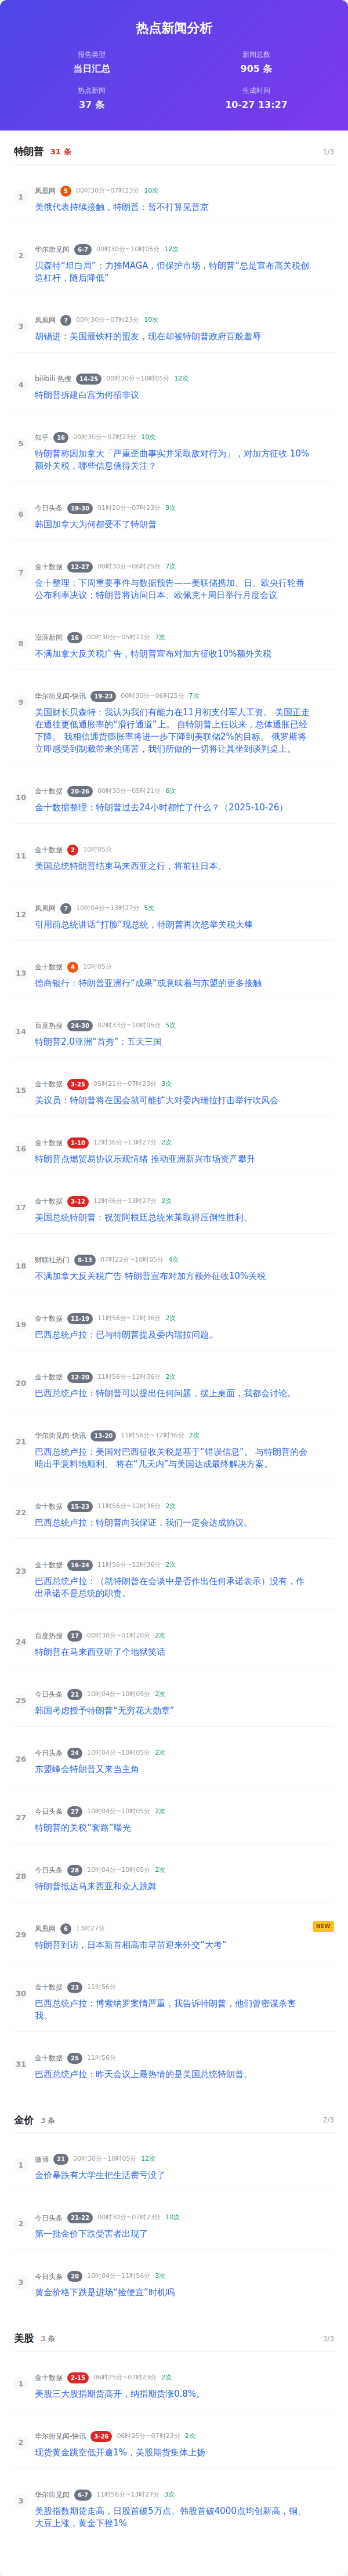 热点新闻分析
报告类型
新闻总数
当日汇总
905 条
热点新闻
生成时间
37 条
10-27 13:27
特朗普 31 条 1/3
1
凤凰网 5 00时30分~07时23分 10次
美俄代表持续接触，特朗普：暂不打算见普京
2
华尔街见闻 6-7 00时30分~10时05分 12次
贝森特“坦白局”：力推MAGA，但保护市场，特朗普“总是宣布高关税创
造杠杆，随后降低”
3
凤凰网 7 00时30分~07时23分 10次
胡锡进：美国最铁杆的盟友，现在却被特朗普政府百般羞辱
4
bilibili 热搜 14-25 00时30分~10时05分 12次
特朗普拆建白宫为何招非议
5
知乎 16 00时30分~07时23分 10次
特朗普称因加拿大「严重歪曲事实并采取敌对行为」，对加方征收 10%
额外关税，哪些信息值得关注？
6
今日头条 19-30 01时20分~07时23分 9次
韩国加拿大为何都受不了特朗普
7
金十数据 12-27 00时30分~06时25分 7次
金十整理：下周重要事件与数据预告——美联储携加、日、欧央行轮番
公布利率决议；特朗普将访问日本、欧佩克+周日举行月度会议
8
澎湃新闻 16 00时30分~05时21分 7次
不满加拿大反关税广告，特朗普宣布对加方征收10%额外关税
9
华尔街见闻-快讯 19-23 00时30分~06时25分 7次
美国财长贝森特：我认为我们有能力在11月初支付军人工资。 美国正走
在通往更低通胀率的“滑行通道”上。 自特朗普上任以来，总体通胀已经
下降。 我相信通货膨胀率将进一步下降到美联储2%的目标。 俄罗斯将
立即感受到制裁带来的痛苦，我们所做的一切将让其坐到谈判桌上。
10
金十数据 20-26 00时30分~05时21分 6次
金十数据整理：特朗普过去24小时都忙了什么？（2025-10-26）
11
金十数据 2 10时05分
美国总统特朗普结束马来西亚之行，将前往日本。
12
凤凰网 7 10时04分~13时27分 5次
引用前总统讲话“打脸”现总统，特朗普再次怒举关税大棒
13
金十数据 4 10时05分
德商银行：特朗普亚洲行“成果”或意味着与东盟的更多接触
14
百度热搜 24-30 02时33分~10时05分 5次
特朗普2.0亚洲“首秀”：五天三国
15
金十数据 3-25 05时21分~07时23分 3次
美议员：特朗普将在国会就可能扩大对委内瑞拉打击举行吹风会
16
金十数据 1-10 12时36分~13时27分 2次
特朗普点燃贸易协议乐观情绪 推动亚洲新兴市场资产攀升
17
金十数据 3-12 12时36分~13时27分 2次
美国总统特朗普：祝贺阿根廷总统米莱取得压倒性胜利。
18
财联社热门 8-13 07时22分~10时05分 4次
不满加拿大反关税广告 特朗普宣布对加方额外征收10%关税
19
金十数据 11-19 11时56分~12时36分 2次
巴西总统卢拉：已与特朗普提及委内瑞拉问题。
20
金十数据 12-20 11时56分~12时36分 2次
巴西总统卢拉：特朗普可以提出任何问题，摆上桌面，我都会讨论。
21
华尔街见闻-快讯 13-20 11时56分~12时36分 2次
巴西总统卢拉：美国对巴西征收关税是基于“错误信息”。 与特朗普的会
晤出乎意料地顺利。 将在“几天内”与美国达成最终解决方案。
22
金十数据 15-23 11时56分~12时36分 2次
巴西总统卢拉：特朗普向我保证，我们一定会达成协议。
23
金十数据 16-24 11时56分~12时36分 2次
巴西总统卢拉：（就特朗普在会谈中是否作出任何承诺表示）没有，作
出承诺不是总统的职责。
24
百度热搜 17 00时30分~01时20分 2次
特朗普在马来西亚听了个地狱笑话
25
今日头条 21 10时04分~10时05分 2次
韩国考虑授予特朗普“无穷花大勋章”
26
今日头条 24 10时04分~10时05分 2次
东盟峰会特朗普又来当主角
27
今日头条 27 10时04分~10时05分 2次
特朗普的关税“套路”曝光
28
今日头条 28 10时04分~10时05分 2次
特朗普抵达马来西亚和众人跳舞
29
凤凰网 6 13时27分 NEW
特朗普到访，日本新首相高市早苗迎来外交“大考”
30
金十数据 23 11时56分
巴西总统卢拉：博索纳罗案情严重，我告诉特朗普，他们曾密谋杀害
我。
31
金十数据 25 11时56分
巴西总统卢拉：昨天会议上最热情的是美国总统特朗普。
金价 3 条 2/3
1
微博 21 00时30分~10时05分 12次
金价暴跌有大学生把生活费亏没了
2
今日头条 21-22 00时30分~07时23分 10次
第一批金价下跌受害者出现了
3
今日头条 20 10时04分~11时56分 3次
黄金价格下跌是进场“捡便宜”时机吗
美股 3 条 3/3
1
金十数据 2-15 06时25分~07时23分 2次
美股三大股指期货高开，纳指期货涨0.8%。
2
华尔街见闻-快讯 3-26 06时25分~07时23分 2次
现货黄金跳空低开逾1%，美股期货集体上扬
3
华尔街见闻 6-7 11时56分~13时27分 3次
美股指数期货走高，日股首破5万点、韩股首破4000点均创新高，铜、
大豆上涨，黄金下挫1%